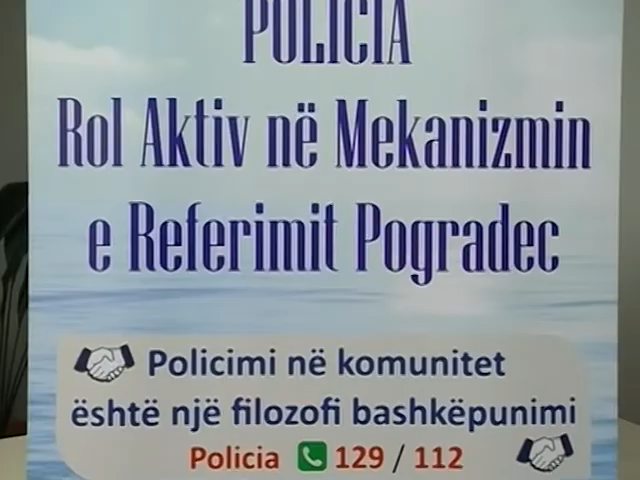 POLICIA
Rol Aktiv në Mekanizmin
e Referimit Pogradec
Policimi në komunitet
është një filozofi bashkëpunimi
Policia 129 / 112